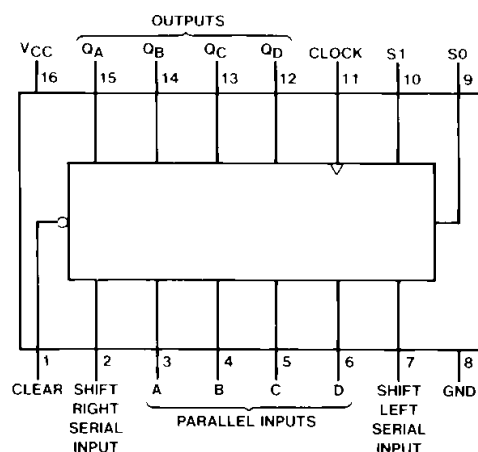 OUTPUTS
VCC QA QB QC QD CLOCK S1 S0
16 15 14 13 12 11 10 9
1 2 3 4 5 6 7 8
CLEAR SHIFT A B C D SHIFT GND
RIGHT LEFT
SERIAL PARALLEL INPUTS SERIAL
INPUT INPUT